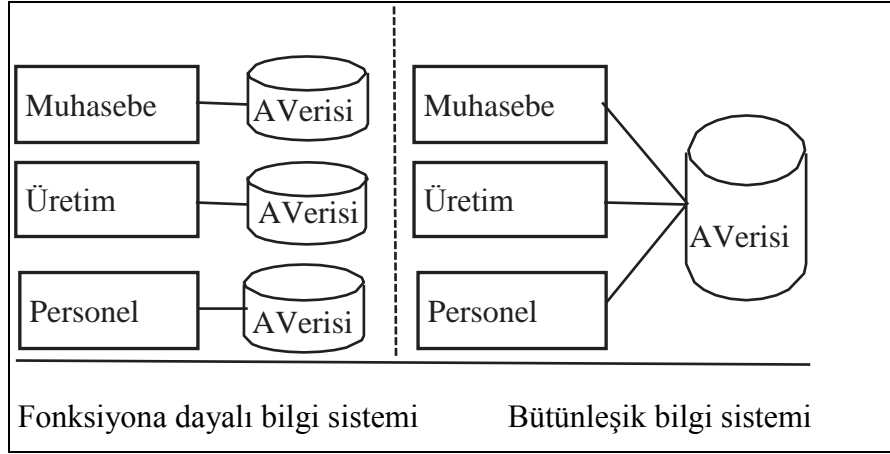 Muhasebe
AVerisi
Üretim
AVerisi
Personel
AVerisi
Muhasebe
Üretim
Personel
AVerisi
Fonksiyona dayalı bilgi sistemi
Bütünleşik bilgi sistemi